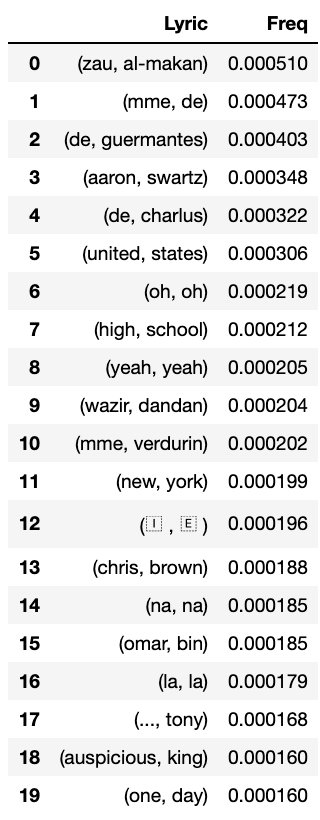 Lyric Freq
0 (zau, al-makan) 0.000510
1 (mme, de) 0.000473
2 (de, guermantes) 0.000403
3 (aaron, swartz) 0.000348
4 (de, charlus) 0.000322
5 (united, states) 0.000306
6 (oh, oh) 0.000219
7 (high, school) 0.000212
8 (yeah, yeah) 0.000205
9 (wazir, dandan) 0.000204
10 (mme, verdurin) 0.000202
11 (new, york) 0.000199
12 (🇮, 🇪) 0.000196
13 (chris, brown) 0.000188
14 (na, na) 0.000185
15 (omar, bin) 0.000185
16 (la, la) 0.000179
17 (..., tony) 0.000168
18 (auspicious, king) 0.000160
19 (one, day) 0.000160